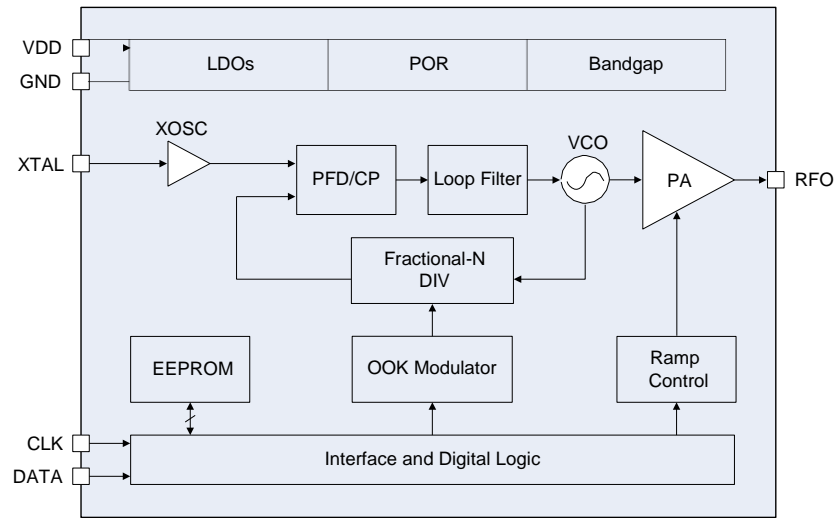 VDD
GND
LDOs
POR
Bandgap
XTAL
XOSC
PFD/CP
Loop Filter
VCO
PA
RFO
Fractional-N
DIV
EEPROM
OOK Modulator
Ramp
Control
CLK
DATA
Interface and Digital Logic